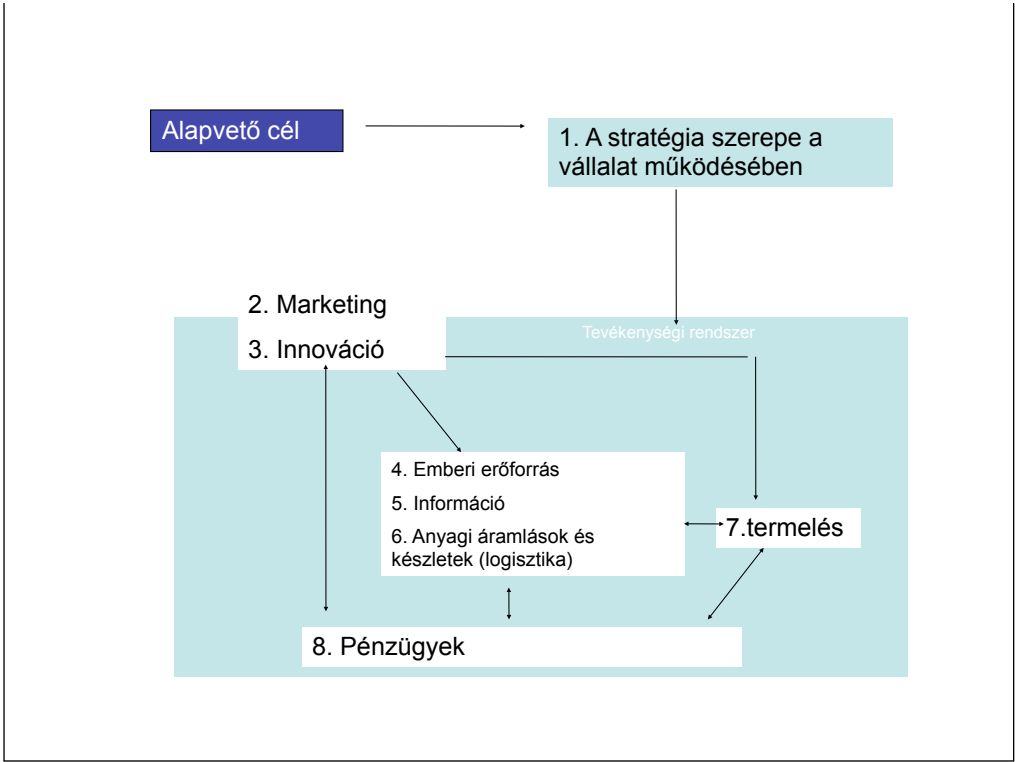 Alapvető cél
1. A stratégia szerepe a
vállalat működésében
2. Marketing
3. Innováció
Tevékenységi rendszer
4. Emberi erőforrás
5. Információ
6. Anyagi áramlások és
készletek (logisztika)
7.termelés
8. Pénzügyek